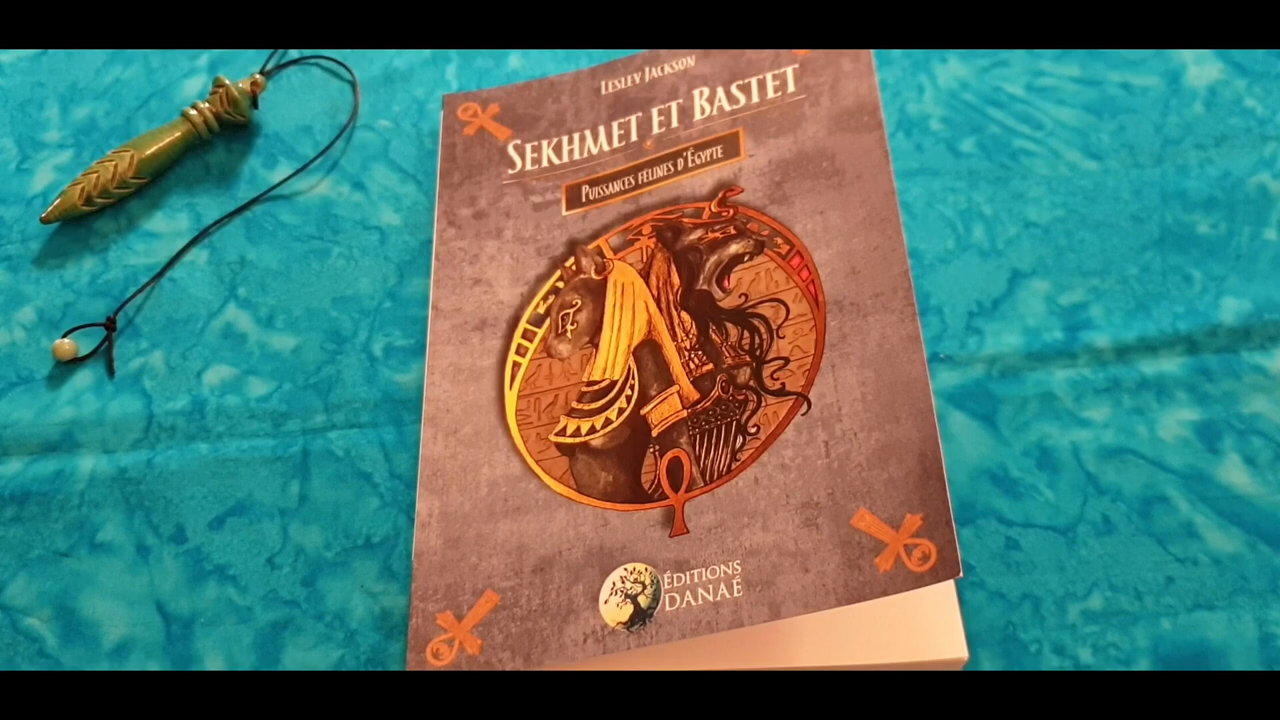 LESLEY JACKSON
SEKHMET ET BASTET
PUISSANCES FÉLINES D'ÉGYPTE
ÉDITIONS
DANAÉ